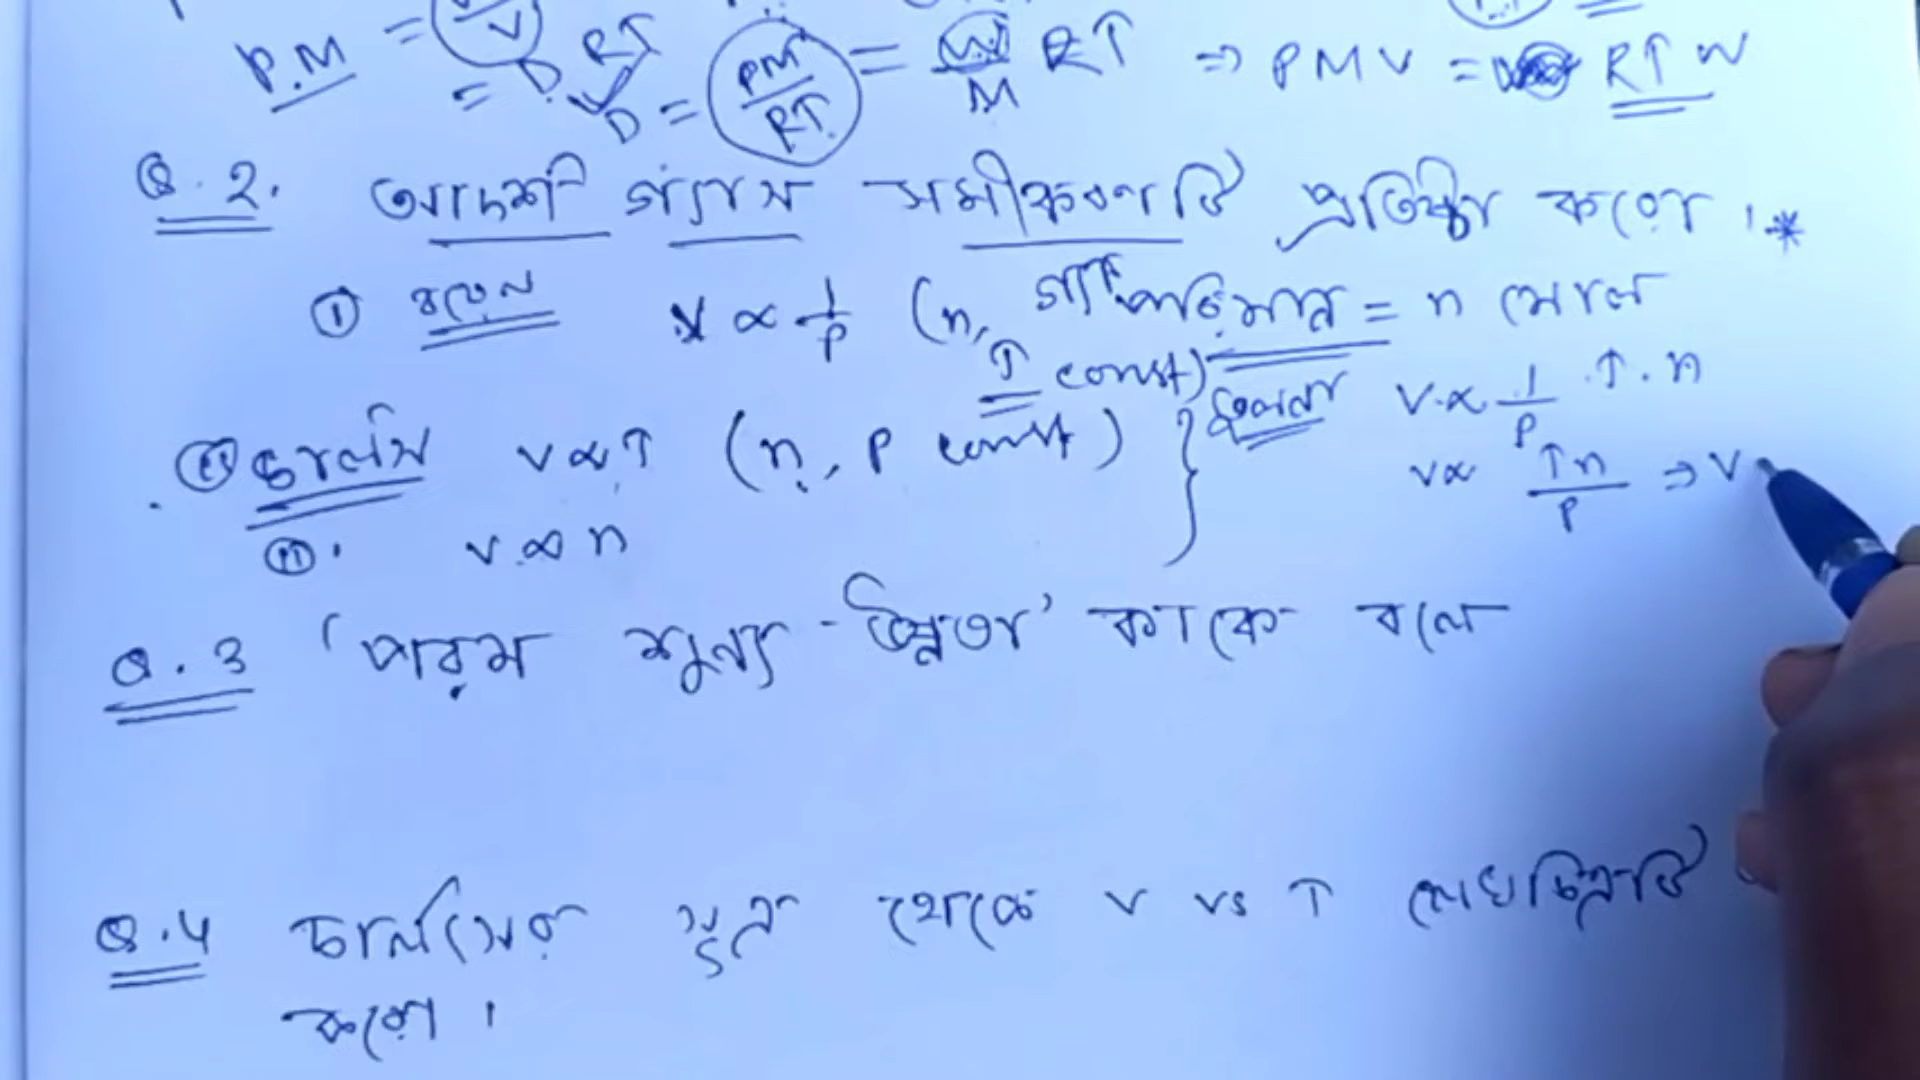 P.M = V RT
= D. D = PM/RT = W/M RT ⇒ PMV = RTW
Q.2. আদর্শ গ্যাস সমীকরণটি প্রতিষ্ঠা করো। *
① বয়েল V ∝ 1/P (n, T const) গ্যাস পরিমান = n মোল
② চার্লস V∝T (n, P const) } V∝ 1/P T.n
③. V∝n V∝ Tn/P ⇒ V
Q.3 'পরম শূন্য উষ্ণতা' কাকে বলে
Q.4 চার্লসের সূত্র থেকে V vs T লেখচিত্রটি
করো।